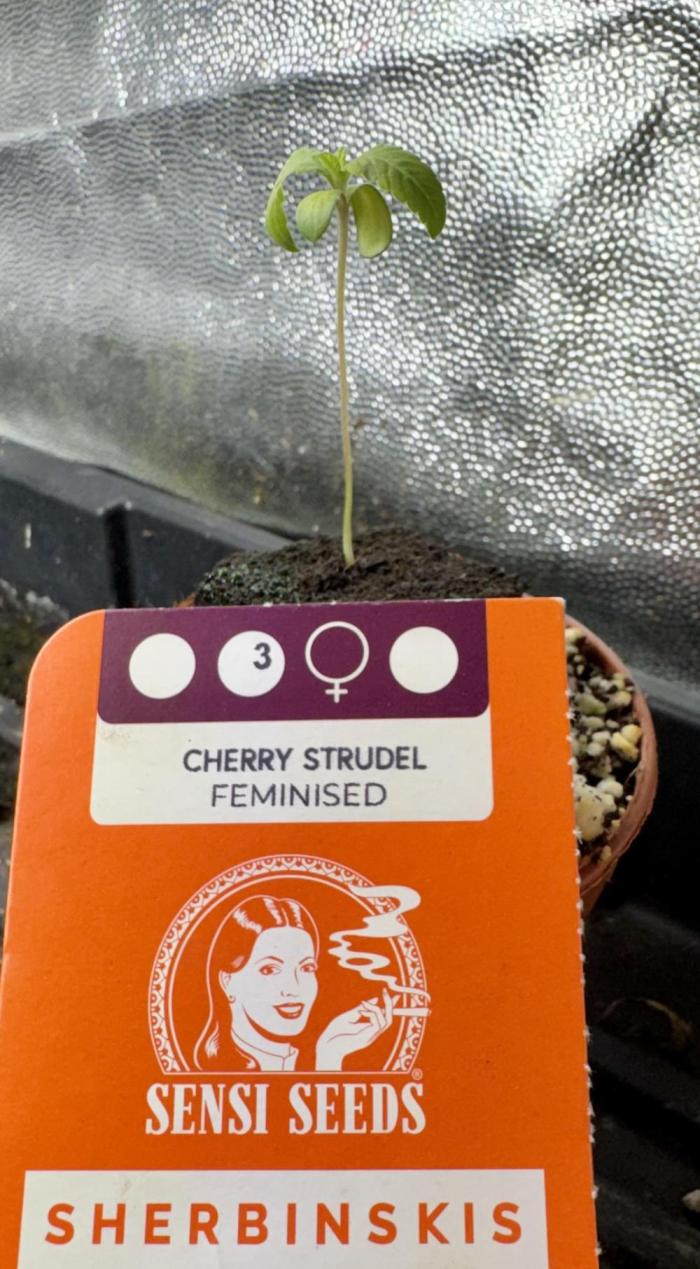 3
CHERRY STRUDEL
FEMINISED
SENSI SEEDS®
SHERBINSKIS